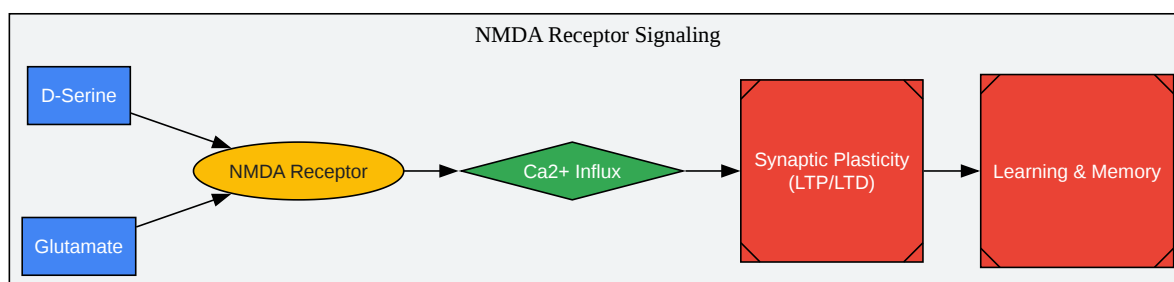 NMDA Receptor Signaling
D-Serine
Glutamate
NMDA Receptor
Ca2+ Influx
Synaptic Plasticity
(LTP/LTD)
Learning & Memory